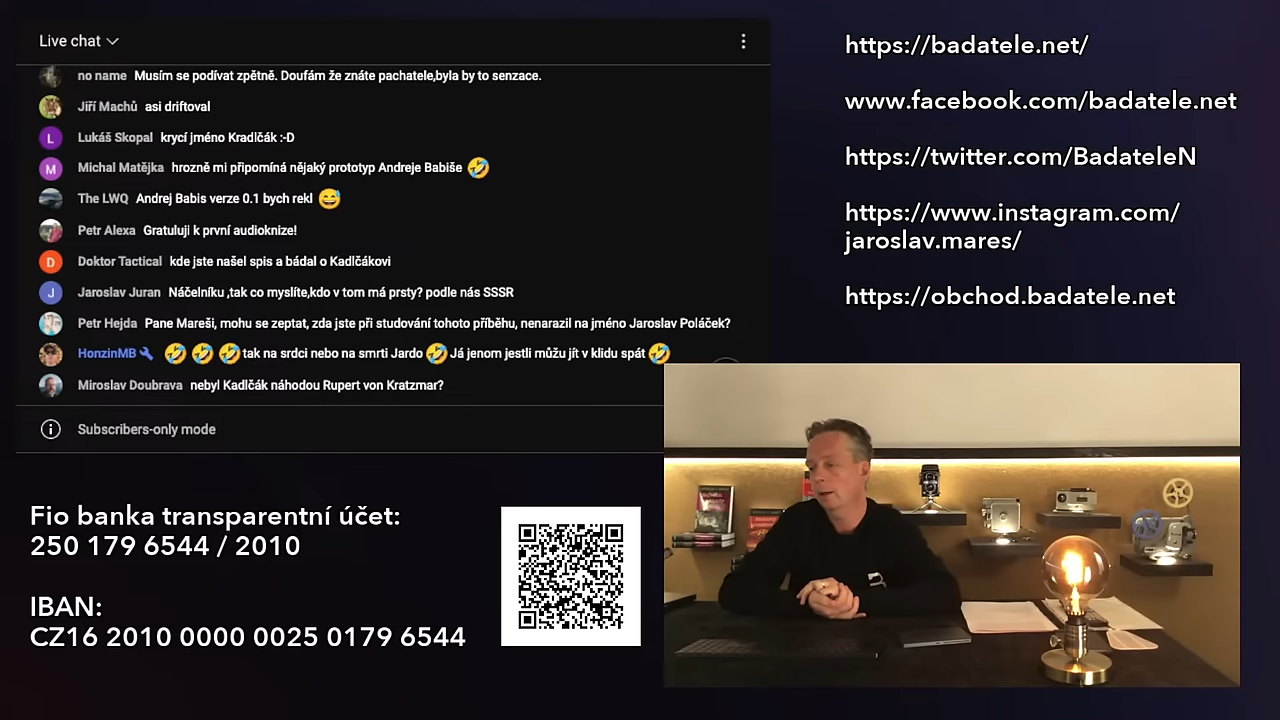 Live chat
no name Musím se podívat zpětně. Doufám že znáte pachatele,byla by to senzace.
Jiří Machů asi driftoval
L Lukáš Skopal krycí jméno Kradlčák :-D
M Michal Matějka hrozně mi připomíná nějaký prototyp Andreje Babiše 🤣
The LWQ Andrej Babis verze 0.1 bych rekl 😅
Petr Alexa Gratuluji k první audioknize!
D Doktor Tactical kde jste našel spis a bádal o Kadlčákovi
J Jaroslav Juran Náčelníku ,tak co myslíte,kdo v tom má prsty? podle nás SSSR
Petr Hejda Pane Mareši, mohu se zeptat, zda jste při studování tohoto příběhu, nenarazil na jméno Jaroslav Poláček?
HonzinMB 🤣 🤣 🤣 tak na srdci nebo na smrti Jardo 🤣 Já jenom jestli můžu jít v klidu spát 🤣
Miroslav Doubrava nebyl Kadlčák náhodou Rupert von Kratzmar?
Subscribers-only mode
https://badatele.net/
www.facebook.com/badatele.net
https://twitter.com/BadateleN
https://www.instagram.com/
jaroslav.mares/
https://obchod.badatele.net
Fio banka transparentní účet:
250 179 6544 / 2010
IBAN:
CZ16 2010 0000 0025 0179 6544